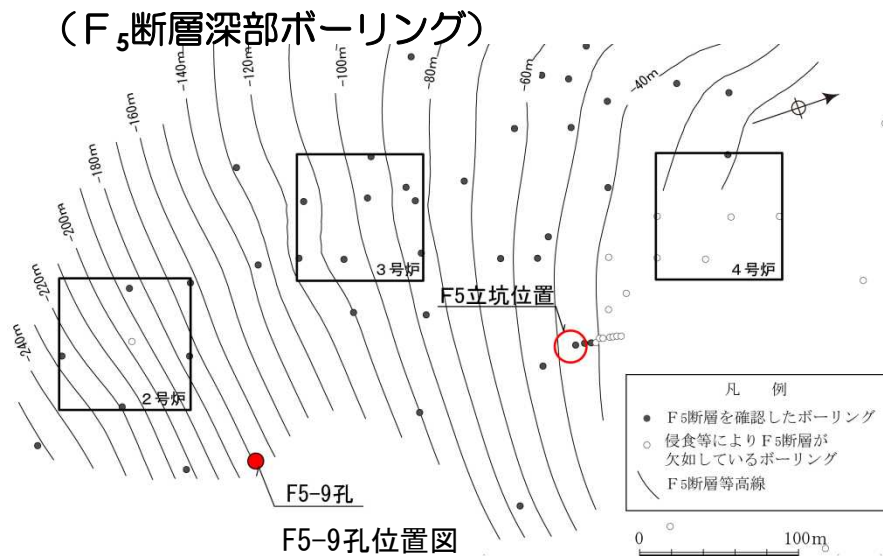 （Ｆ₅断層深部ボーリング）
-140m
-120m
-100m
-80m
-60m
-40m
-160m
-180m
-200m
-220m
-240m
３号炉
４号炉
２号炉
F5立坑位置
F5-9孔
F5-9孔位置図
凡　例
Ｆ5断層を確認したボーリング
侵食等によりＦ5断層が
欠如しているボーリング
Ｆ5断層等高線
0 100m